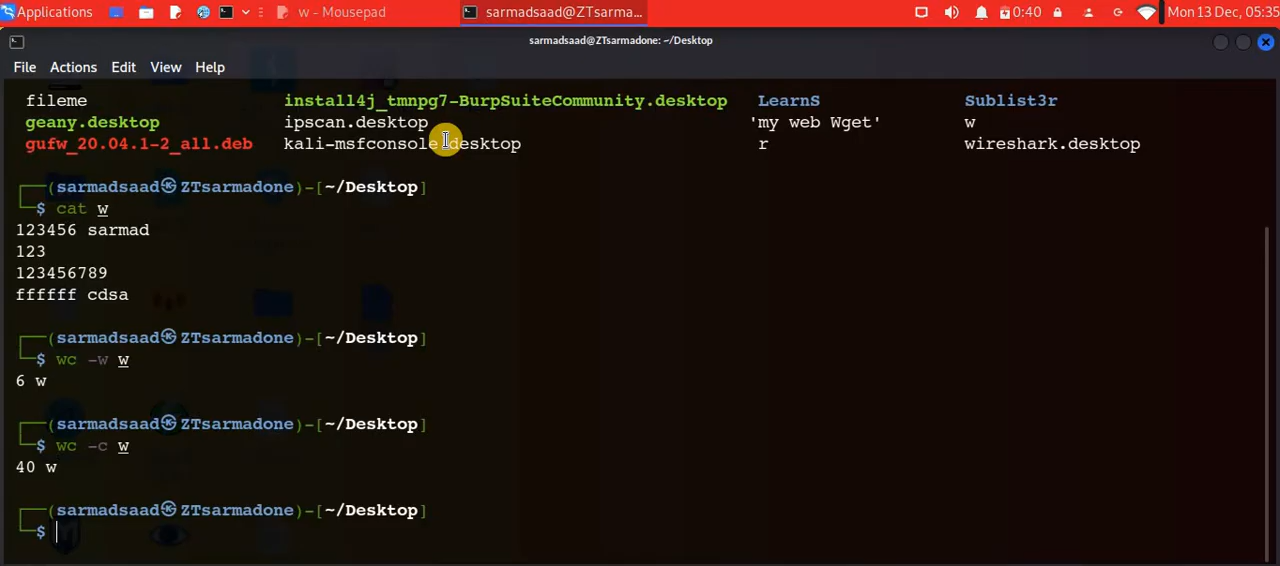 Applications w - Mousepad sarmadsaad@ZTsarma... 0:40 Mon 13 Dec, 05:35
sarmadsaad@ZTsarmadone: ~/Desktop
File Actions Edit View Help
fileme install4j_tmnpg7-BurpSuiteCommunity.desktop LearnS Sublist3r
geany.desktop ipscan.desktop 'my web Wget' w
gufw_20.04.1-2_all.deb kali-msfconsole.desktop r wireshark.desktop
┌──(sarmadsaad㉿ZTsarmadone)-[~/Desktop]
└─$ cat w
123456 sarmad
123
123456789
ffffff cdsa
┌──(sarmadsaad㉿ZTsarmadone)-[~/Desktop]
└─$ wc -w w
6 w
┌──(sarmadsaad㉿ZTsarmadone)-[~/Desktop]
└─$ wc -c w
40 w
┌──(sarmadsaad㉿ZTsarmadone)-[~/Desktop]
└─$